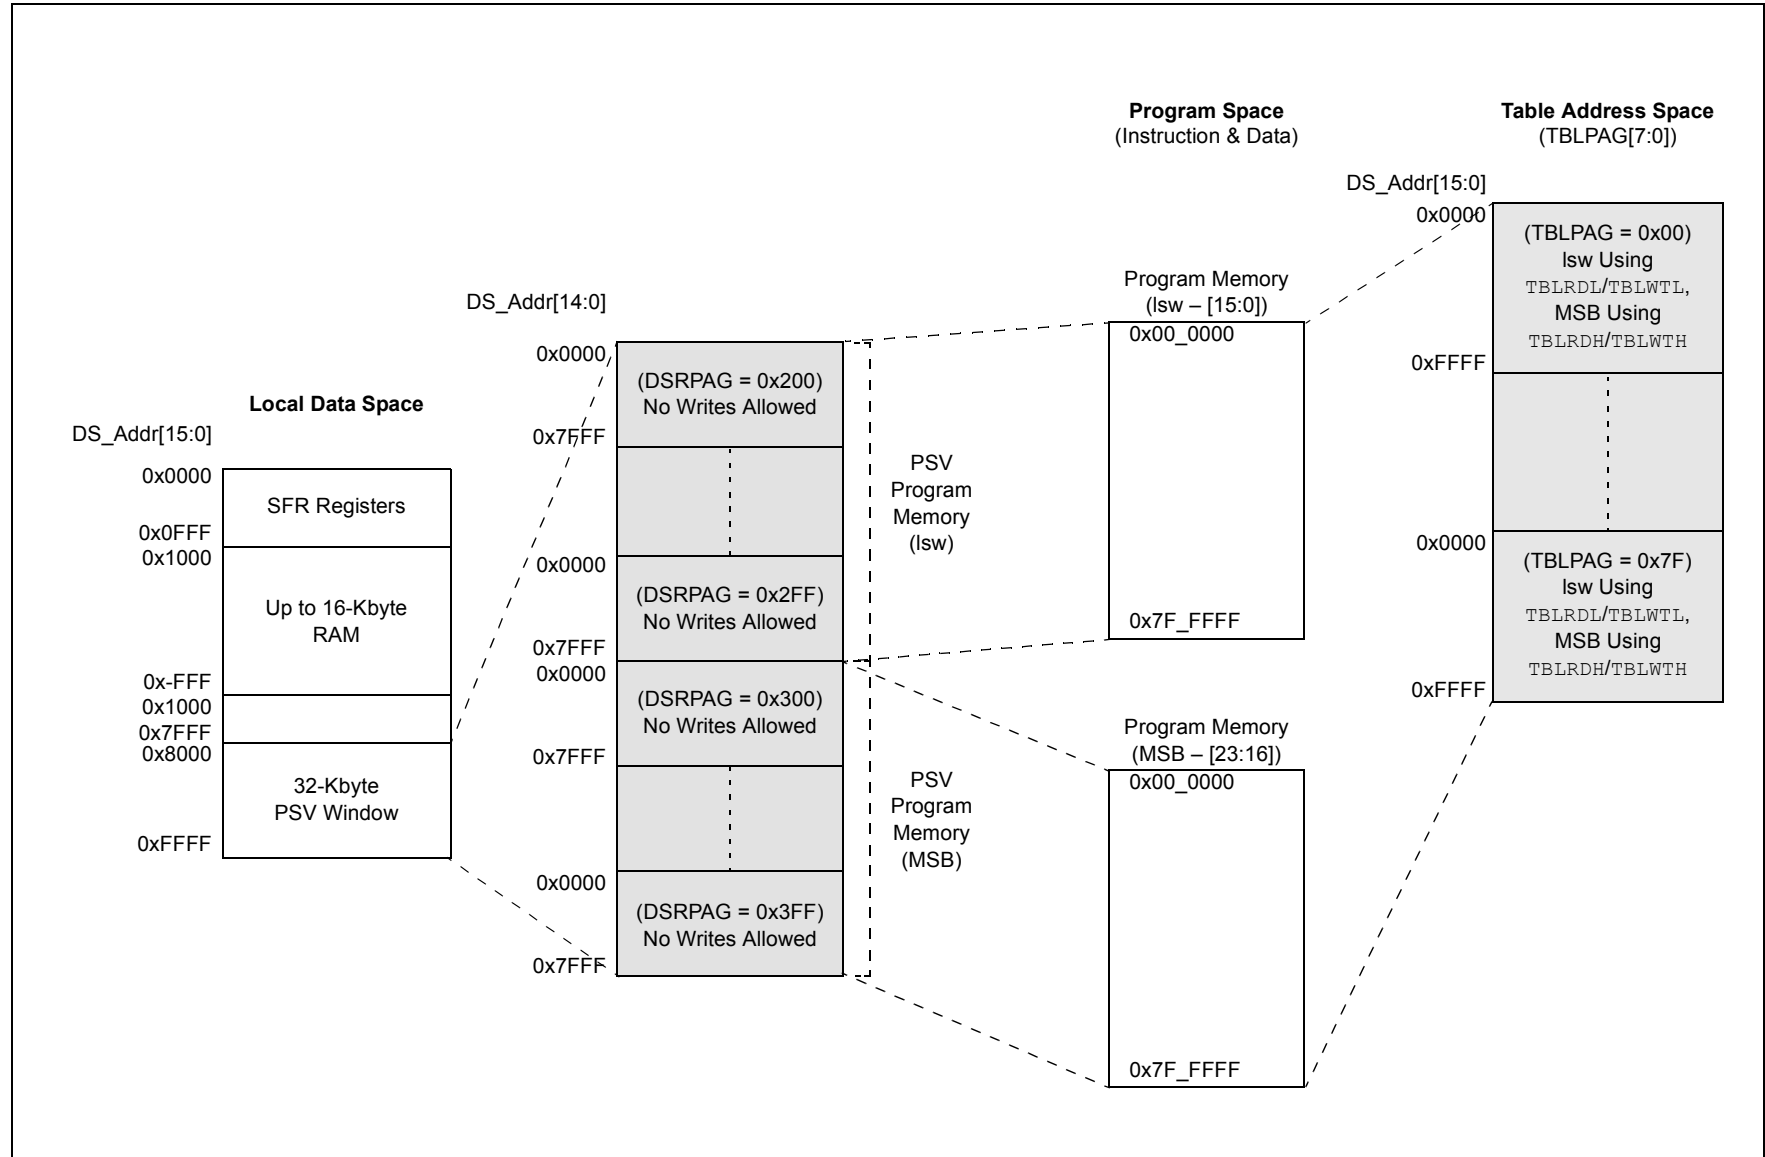 Program Space
(Instruction & Data)
Table Address Space
(TBLPAG[7:0])
Local Data Space
DS_Addr[15:0]
0x0000
SFR Registers
0x0FFF
0x1000
Up to 16-Kbyte
RAM
0x-FFF
0x1000
0x7FFF
0x8000
32-Kbyte
PSV Window
0xFFFF
DS_Addr[14:0]
0x0000
(DSRPAG = 0x200)
No Writes Allowed
0x7FFF
0x0000
(DSRPAG = 0x2FF)
No Writes Allowed
0x7FFF
0x0000
(DSRPAG = 0x300)
No Writes Allowed
0x7FFF
0x0000
(DSRPAG = 0x3FF)
No Writes Allowed
0x7FFF
PSV
Program
Memory
(lsw)
PSV
Program
Memory
(MSB)
Program Memory
(lsw – [15:0])
0x00_0000
0x7F_FFFF
Program Memory
(MSB – [23:16])
0x00_0000
0x7F_FFFF
DS_Addr[15:0]
0x0000
(TBLPAG = 0x00)
lsw Using
TBLRDL/TBLWTL,
MSB Using
TBLRDH/TBLWTH
0xFFFF
0x0000
(TBLPAG = 0x7F)
lsw Using
TBLRDL/TBLWTL,
MSB Using
TBLRDH/TBLWTH
0xFFFF